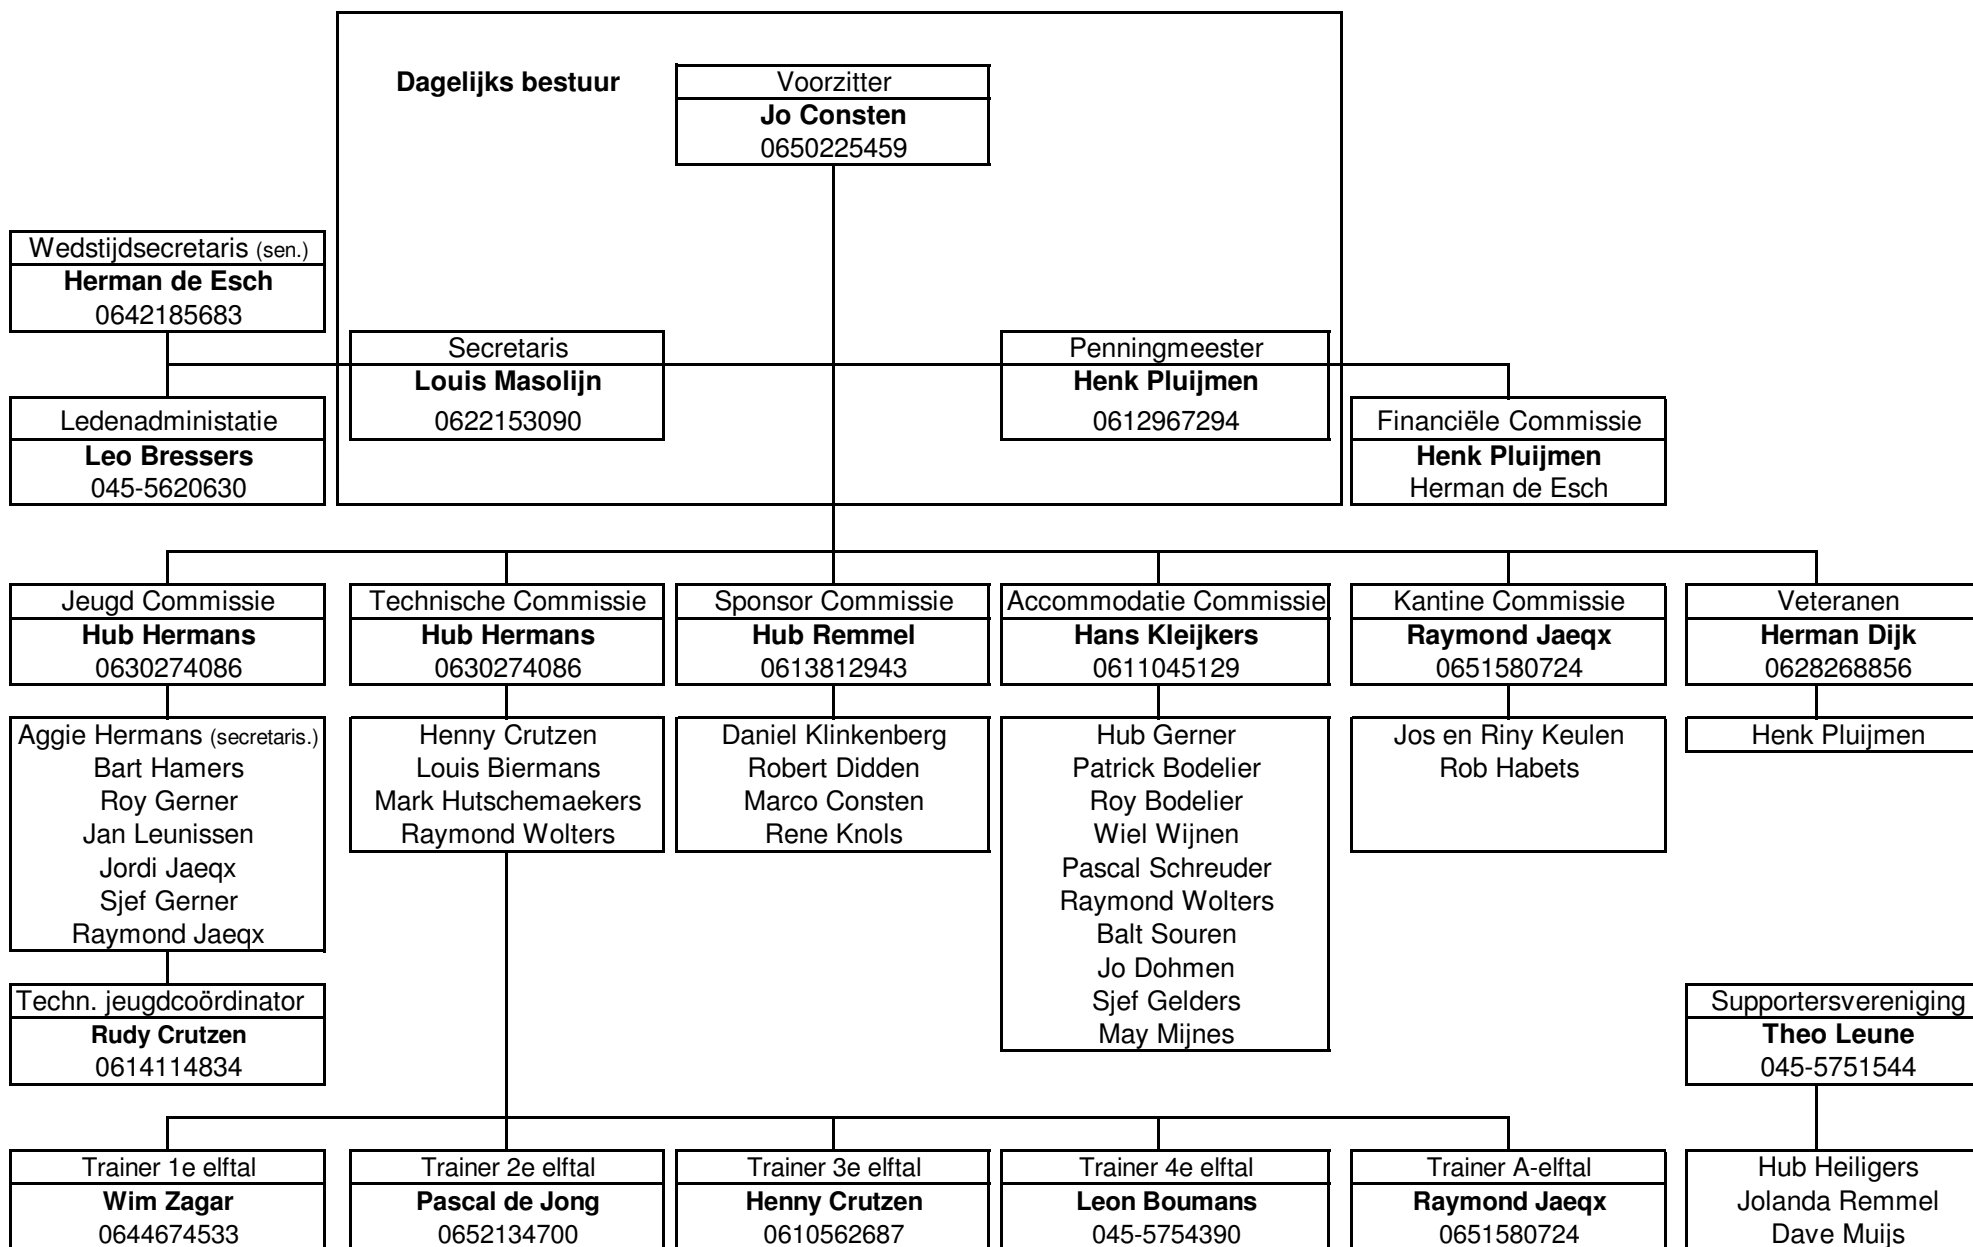 Dagelijks bestuur
Voorzitter
Jo Consten
0650225459
Wedstijdsecretaris (sen.)
Herman de Esch
0642185683
Secretaris
Louis Masolijn
0622153090
Penningmeester
Henk Pluijmen
0612967294
Ledenadministatie
Leo Bressers
045-5620630
Financiële Commissie
Henk Pluijmen
Herman de Esch
Jeugd Commissie
Hub Hermans
0630274086
Technische Commissie
Hub Hermans
0630274086
Sponsor Commissie
Hub Remmel
0613812943
Accommodatie Commissie
Hans Kleijkers
0611045129
Kantine Commissie
Raymond Jaeqx
0651580724
Veteranen
Herman Dijk
0628268856
Aggie Hermans (secretaris.)
Bart Hamers
Roy Gerner
Jan Leunissen
Jordi Jaeqx
Sjef Gerner
Raymond Jaeqx
Henny Crutzen
Louis Biermans
Mark Hutschemaekers
Raymond Wolters
Daniel Klinkenberg
Robert Didden
Marco Consten
Rene Knols
Hub Gerner
Patrick Bodelier
Roy Bodelier
Wiel Wijnen
Pascal Schreuder
Raymond Wolters
Balt Souren
Jo Dohmen
Sjef Gelders
May Mijnes
Jos en Riny Keulen
Rob Habets
Henk Pluijmen
Techn. jeugdcoördinator
Rudy Crutzen
0614114834
Supportersvereniging
Theo Leune
045-5751544
Trainer 1e elftal
Wim Zagar
0644674533
Trainer 2e elftal
Pascal de Jong
0652134700
Trainer 3e elftal
Henny Crutzen
0610562687
Trainer 4e elftal
Leon Boumans
045-5754390
Trainer A-elftal
Raymond Jaeqx
0651580724
Hub Heiligers
Jolanda Remmel
Dave Muijs